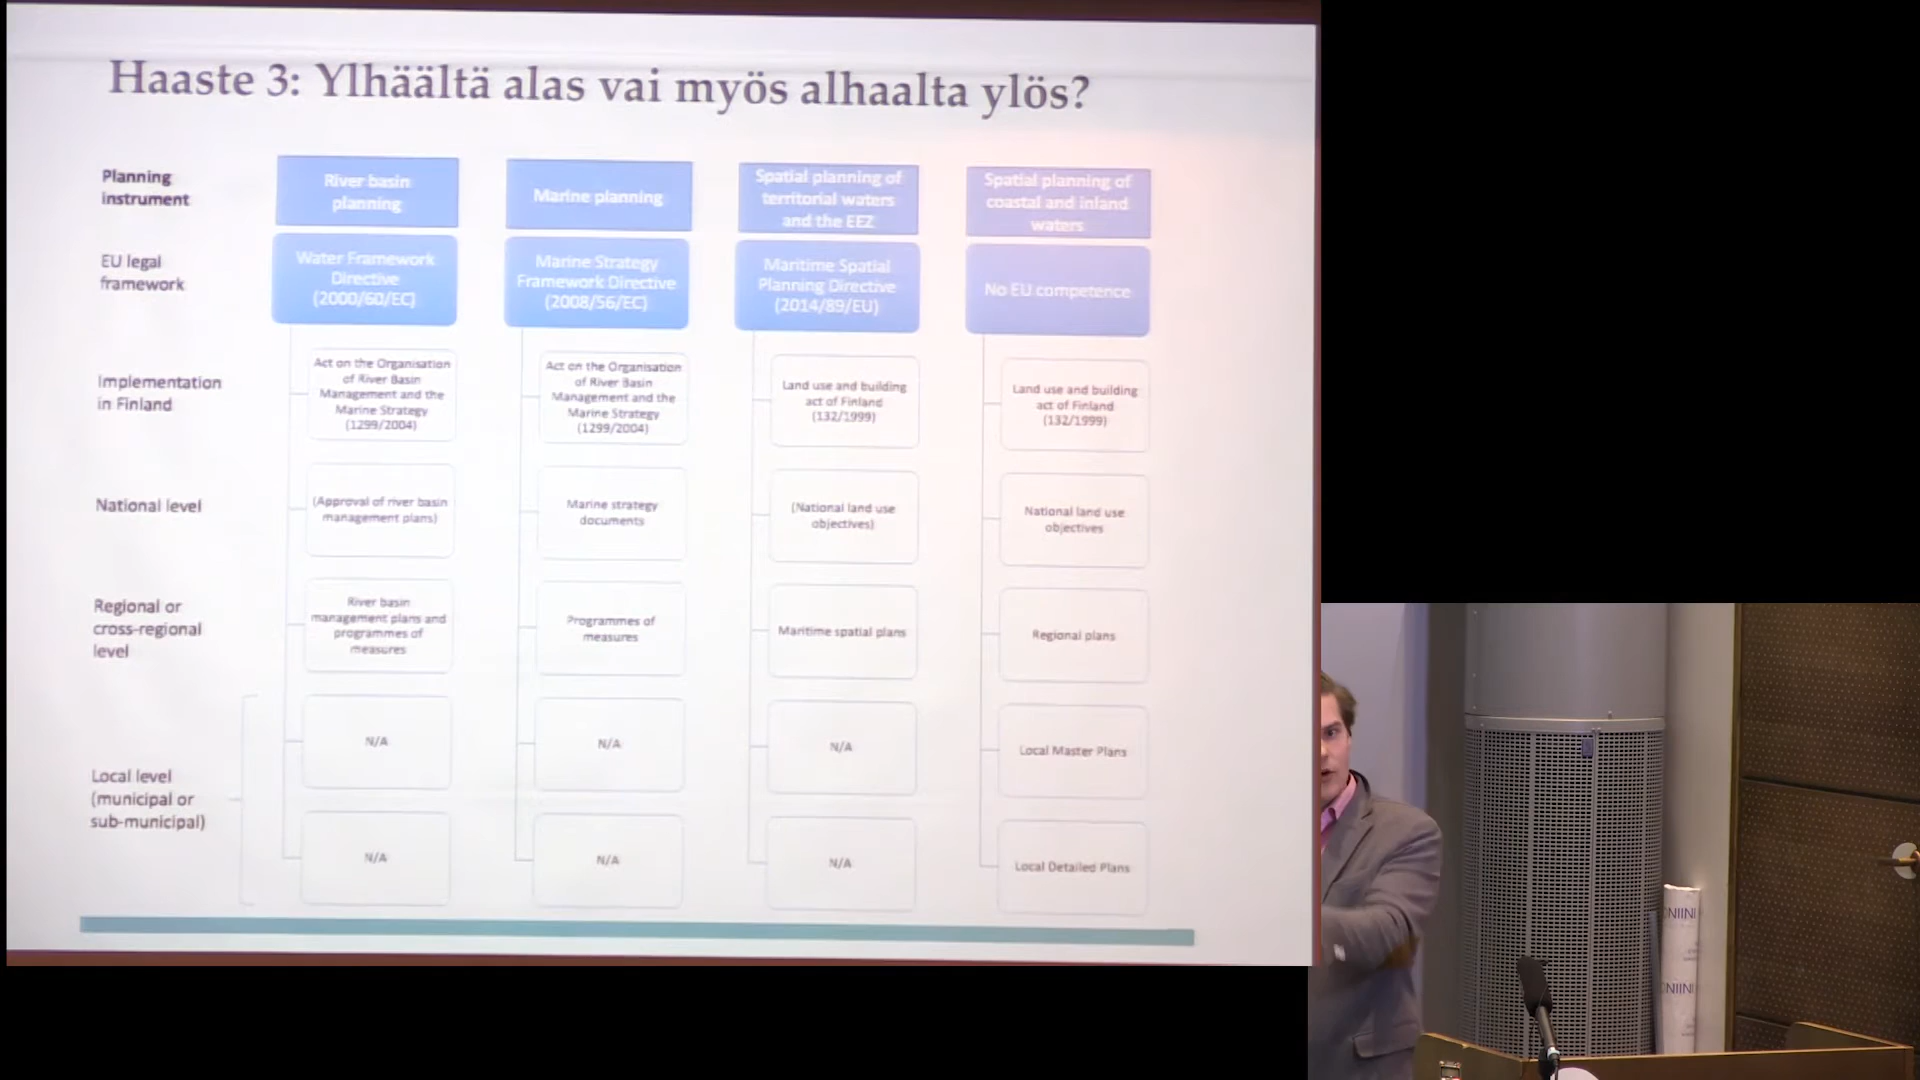 Haaste 3: Ylhäältä alas vai myös alhaalta ylös?
Planning
instrument
River basin
planning
Marine planning
Spatial planning of
territorial waters
and the EEZ
Spatial planning of
coastal and inland
waters
EU legal
framework
Water Framework
Directive
(2000/60/EC)
Marine Strategy
Framework Directive
(2008/56/EC)
Maritime Spatial
Planning Directive
(2014/89/EU)
No EU competence
Implementation
in Finland
Act on the Organisation
of River Basin
Management and the
Marine Strategy
(1299/2004)
Act on the Organisation
of River Basin
Management and the
Marine Strategy
(1299/2004)
Land use and building
act of Finland
(132/1999)
Land use and building
act of Finland
(132/1999)
National level
(Approval of river basin
management plans)
Marine strategy
documents
(National land use
objectives)
National land use
objectives
Regional or
cross-regional
level
River basin
management plans and
programmes of
measures
Programmes of
measures
Maritime spatial plans
Regional plans
Local level
(municipal or
sub-municipal)
N/A
N/A
N/A
Local Master Plans
N/A
N/A
N/A
Local Detailed Plans
ONIINI
ONIINI